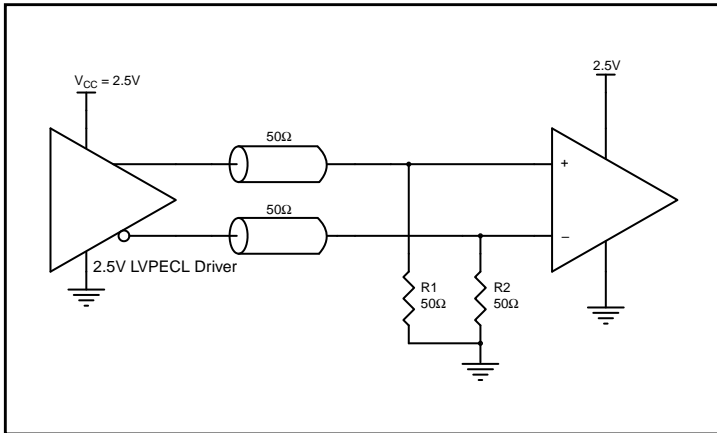 V_CC = 2.5V
2.5V
50Ω
50Ω
+
–
2.5V LVPECL Driver
R1
50Ω
R2
50Ω